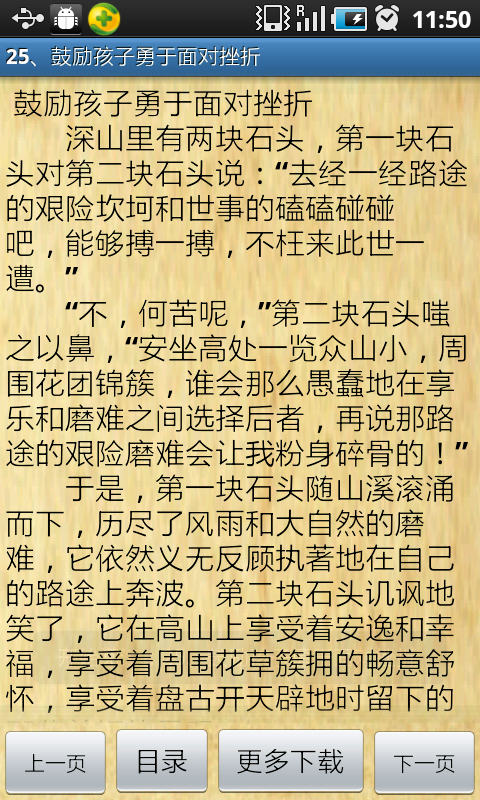 R
11:50
25、鼓励孩子勇于面对挫折
鼓励孩子勇于面对挫折
深山里有两块石头，第一块石
头对第二块石头说：“去经一经路途
的艰险坎坷和世事的磕磕碰碰
吧，能够搏一搏，不枉来此世一
遭。”
“不，何苦呢，”第二块石头嗤
之以鼻，“安坐高处一览众山小，周
围花团锦簇，谁会那么愚蠢地在享
乐和磨难之间选择后者，再说那路
途的艰险磨难会让我粉身碎骨的！”
于是，第一块石头随山溪滚涌
而下，历尽了风雨和大自然的磨
难，它依然义无反顾执著地在自己
的路途上奔波。第二块石头讥讽地
笑了，它在高山上享受着安逸和幸
福，享受着周围花草簇拥的畅意舒
怀，享受着盘古开天辟地时留下的
上一页
目录
更多下载
下一页